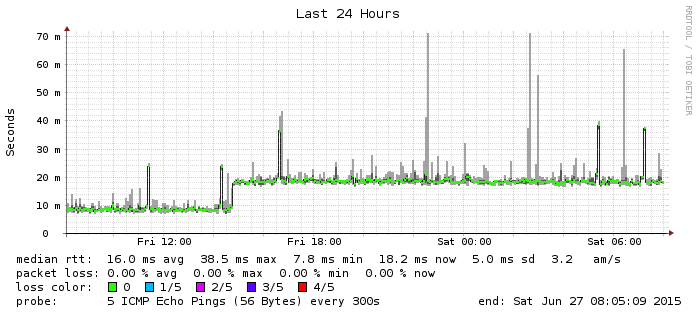 Last 24 Hours
RRDTOOL / TOBI OETIKER
Seconds
70 m
60 m
50 m
40 m
30 m
20 m
10 m
0
Fri 12:00 Fri 18:00 Sat 00:00 Sat 06:00
median rtt: 16.0 ms avg 38.5 ms max 7.8 ms min 18.2 ms now 5.0 ms sd 3.2 am/s
packet loss: 0.00 % avg 0.00 % max 0.00 % min 0.00 % now
loss color: 0 1/5 2/5 3/5 4/5
probe: 5 ICMP Echo Pings (56 Bytes) every 300s end: Sat Jun 27 08:05:09 2015